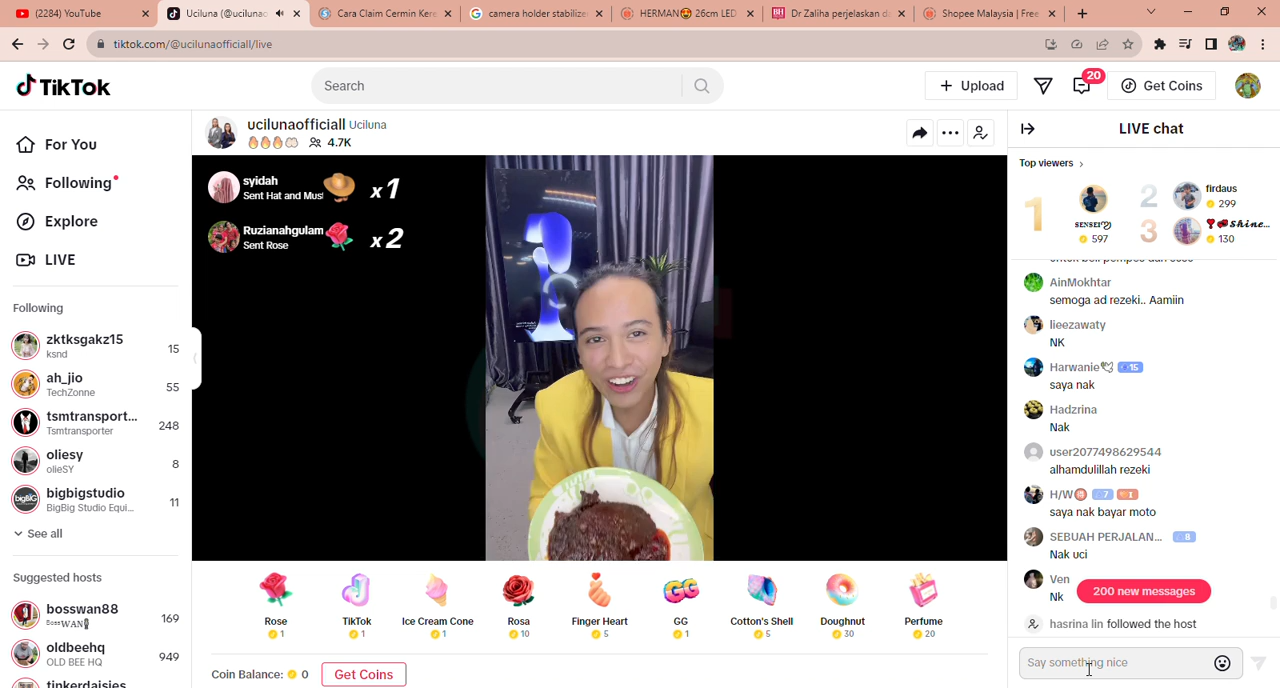 (2284) YouTube
Uciluna (@ucilunao
Cara Claim Cermin Kere
camera holder stabilize
HERMAN😍 26cm LED
Dr Zaliha perjelaskan d
Shopee Malaysia | Free
tiktok.com/@ucilunaofficiall/live
TikTok
Search
Upload
20
Get Coins
For You
Following
Explore
LIVE
Following
zktksgakz15
ksnd
15
ah_jio
TechZonne
55
tsmtransport...
Tsmtransporter
248
oliesy
olieSY
8
bigbigstudio
BigBig Studio Equi...
11
See all
Suggested hosts
bosswan88
ᴮᵒˢˢWAN
169
oldbeehq
OLD BEE HQ
949
tinkerdaisies
ucilunaofficiall Uciluna
4.7K
syidah
Sent Hat and Mus
x1
Ruzianahgulam
Sent Rose
x2
Rose
1
TikTok
1
Ice Cream Cone
1
Rosa
10
Finger Heart
5
GG
GG
1
Cotton's Shell
5
Doughnut
30
Perfume
20
Coin Balance: 0
Get Coins
LIVE chat
Top viewers
1
SENSEI
597
2
firdaus
299
3
Shine...
130
AinMokhtar
semoga ad rezeki.. Aamiin
lieezawaty
NK
Harwanie🕊 15
saya nak
Hadzrina
Nak
user2077498629544
alhamdulillah rezeki
H/W 7 1
saya nak bayar moto
SEBUAH PERJALAN... 8
Nak uci
Ven
Nk
200 new messages
hasrina lin followed the host
Say something nice